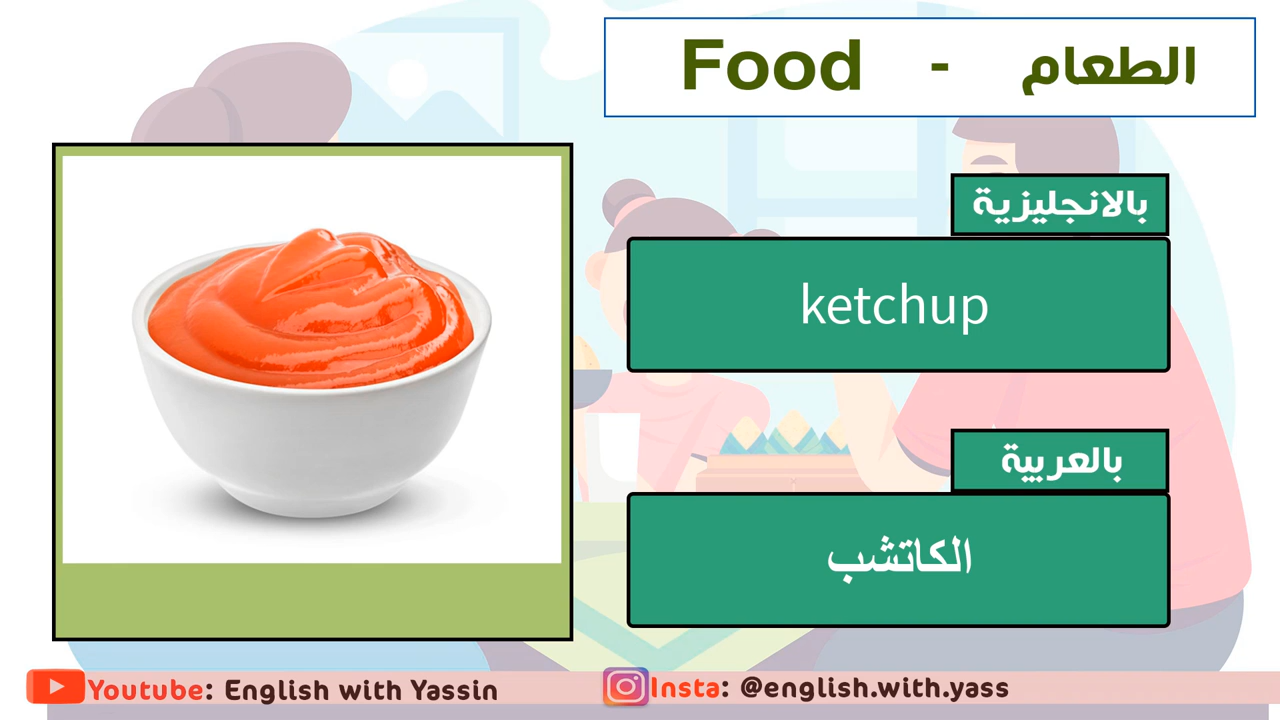 Food - الطعام
بالانجليزية
ketchup
بالعربية
الكاتشب
Youtube: English with Yassin
Insta: @english.with.yass